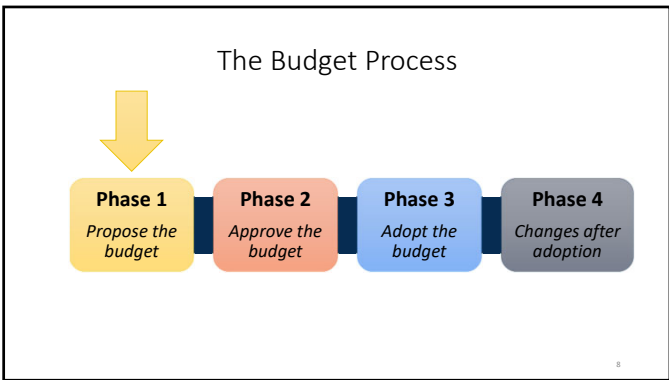 The Budget Process
Phase 1
Propose the
budget
Phase 2
Approve the
budget
Phase 3
Adopt the
budget
Phase 4
Changes after
adoption
8